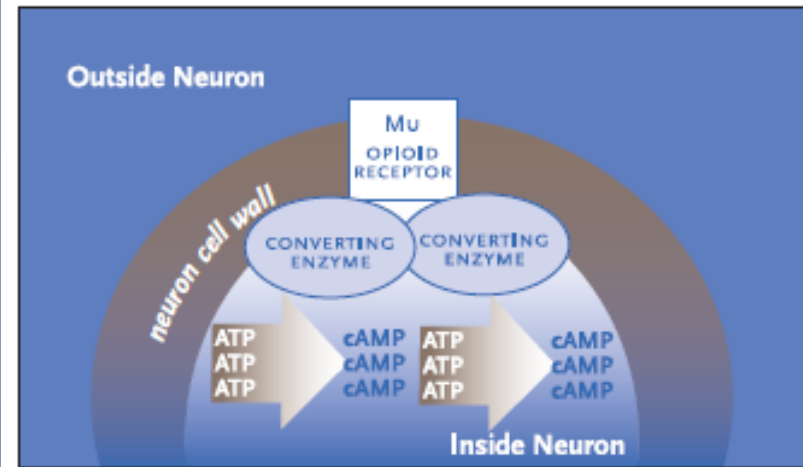 Outside Neuron
Mu
OPIOID
RECEPTOR
neuron cell wall
CONVERTING
ENZYME
CONVERTING
ENZYME
ATP cAMP ATP cAMP
ATP cAMP ATP cAMP
ATP cAMP ATP cAMP
Inside Neuron